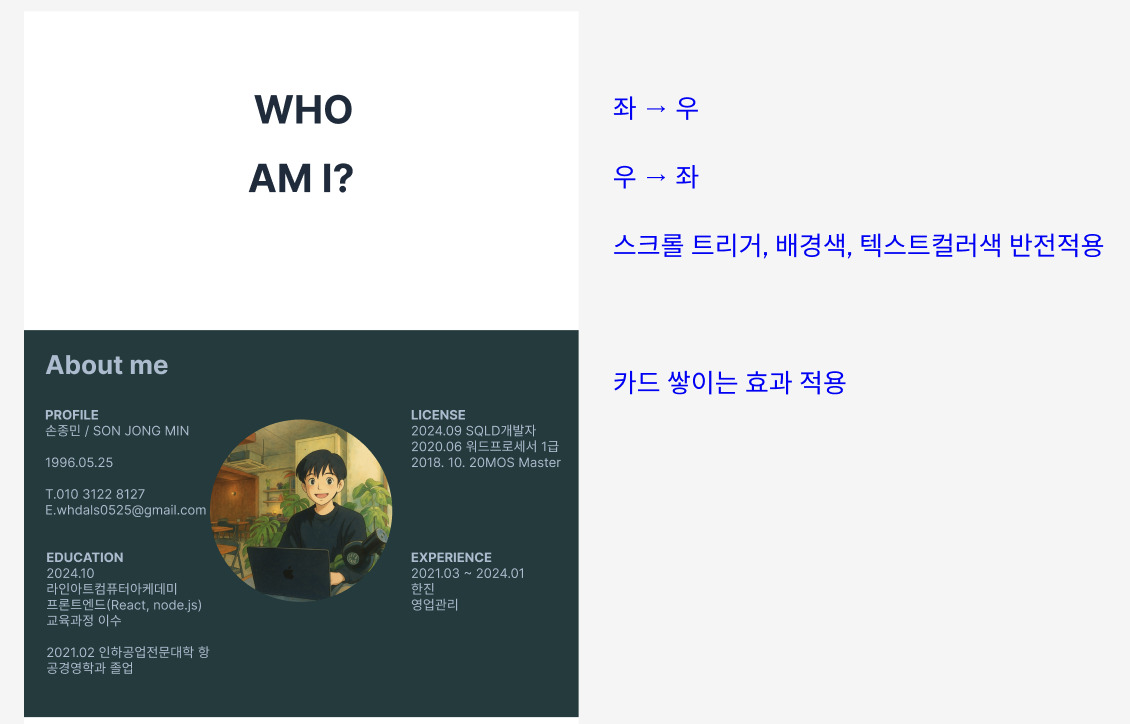 WHO
AM I?
좌 → 우
우 → 좌
스크롤 트리거, 배경색, 텍스트컬러색 반전적용
About me
카드 쌓이는 효과 적용
PROFILE
손종민 / SON JONG MIN
1996.05.25
T.010 3122 8127
E.whdals0525@gmail.com
EDUCATION
2024.10
라인아트컴퓨터아케데미
프론트엔드(React, node.js)
교육과정 이수
2021.02 인하공업전문대학 항
공경영학과 졸업
LICENSE
2024.09 SQLD개발자
2020.06 워드프로세서 1급
2018. 10. 20MOS Master
EXPERIENCE
2021.03 ~ 2024.01
한진
영업관리